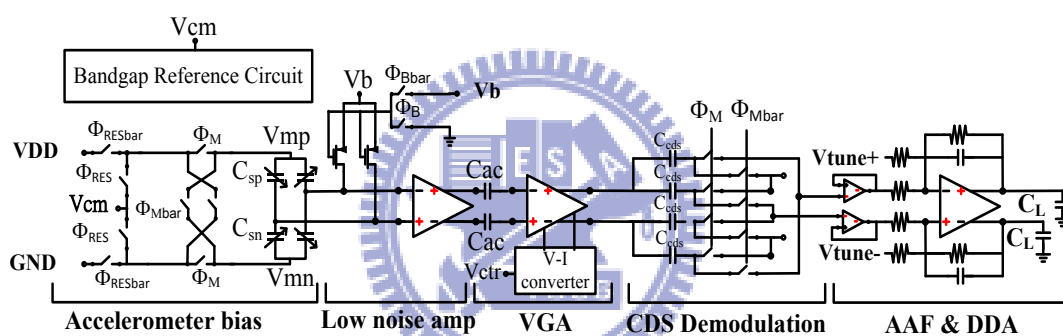 Vcm
Bandgap Reference Circuit
ΦBbar
Vb
Vb
ΦB
ΦM
ΦMbar
ΦRESbar
ΦM
Vmp
VDD
Ccds
Vtune+
ΦRES
Csp
Cac
ES
A
Ccds
Vcm
ΦMbar
ΦRES
Csn
Cac
Ccds
CL
CL
Ccds
GND
ΦRESbar
ΦM
Vmn
V-I
Vctr
converter
Vtune-
Accelerometer bias
Low noise amp
VGA
CDS Demodulation
AAF & DDA